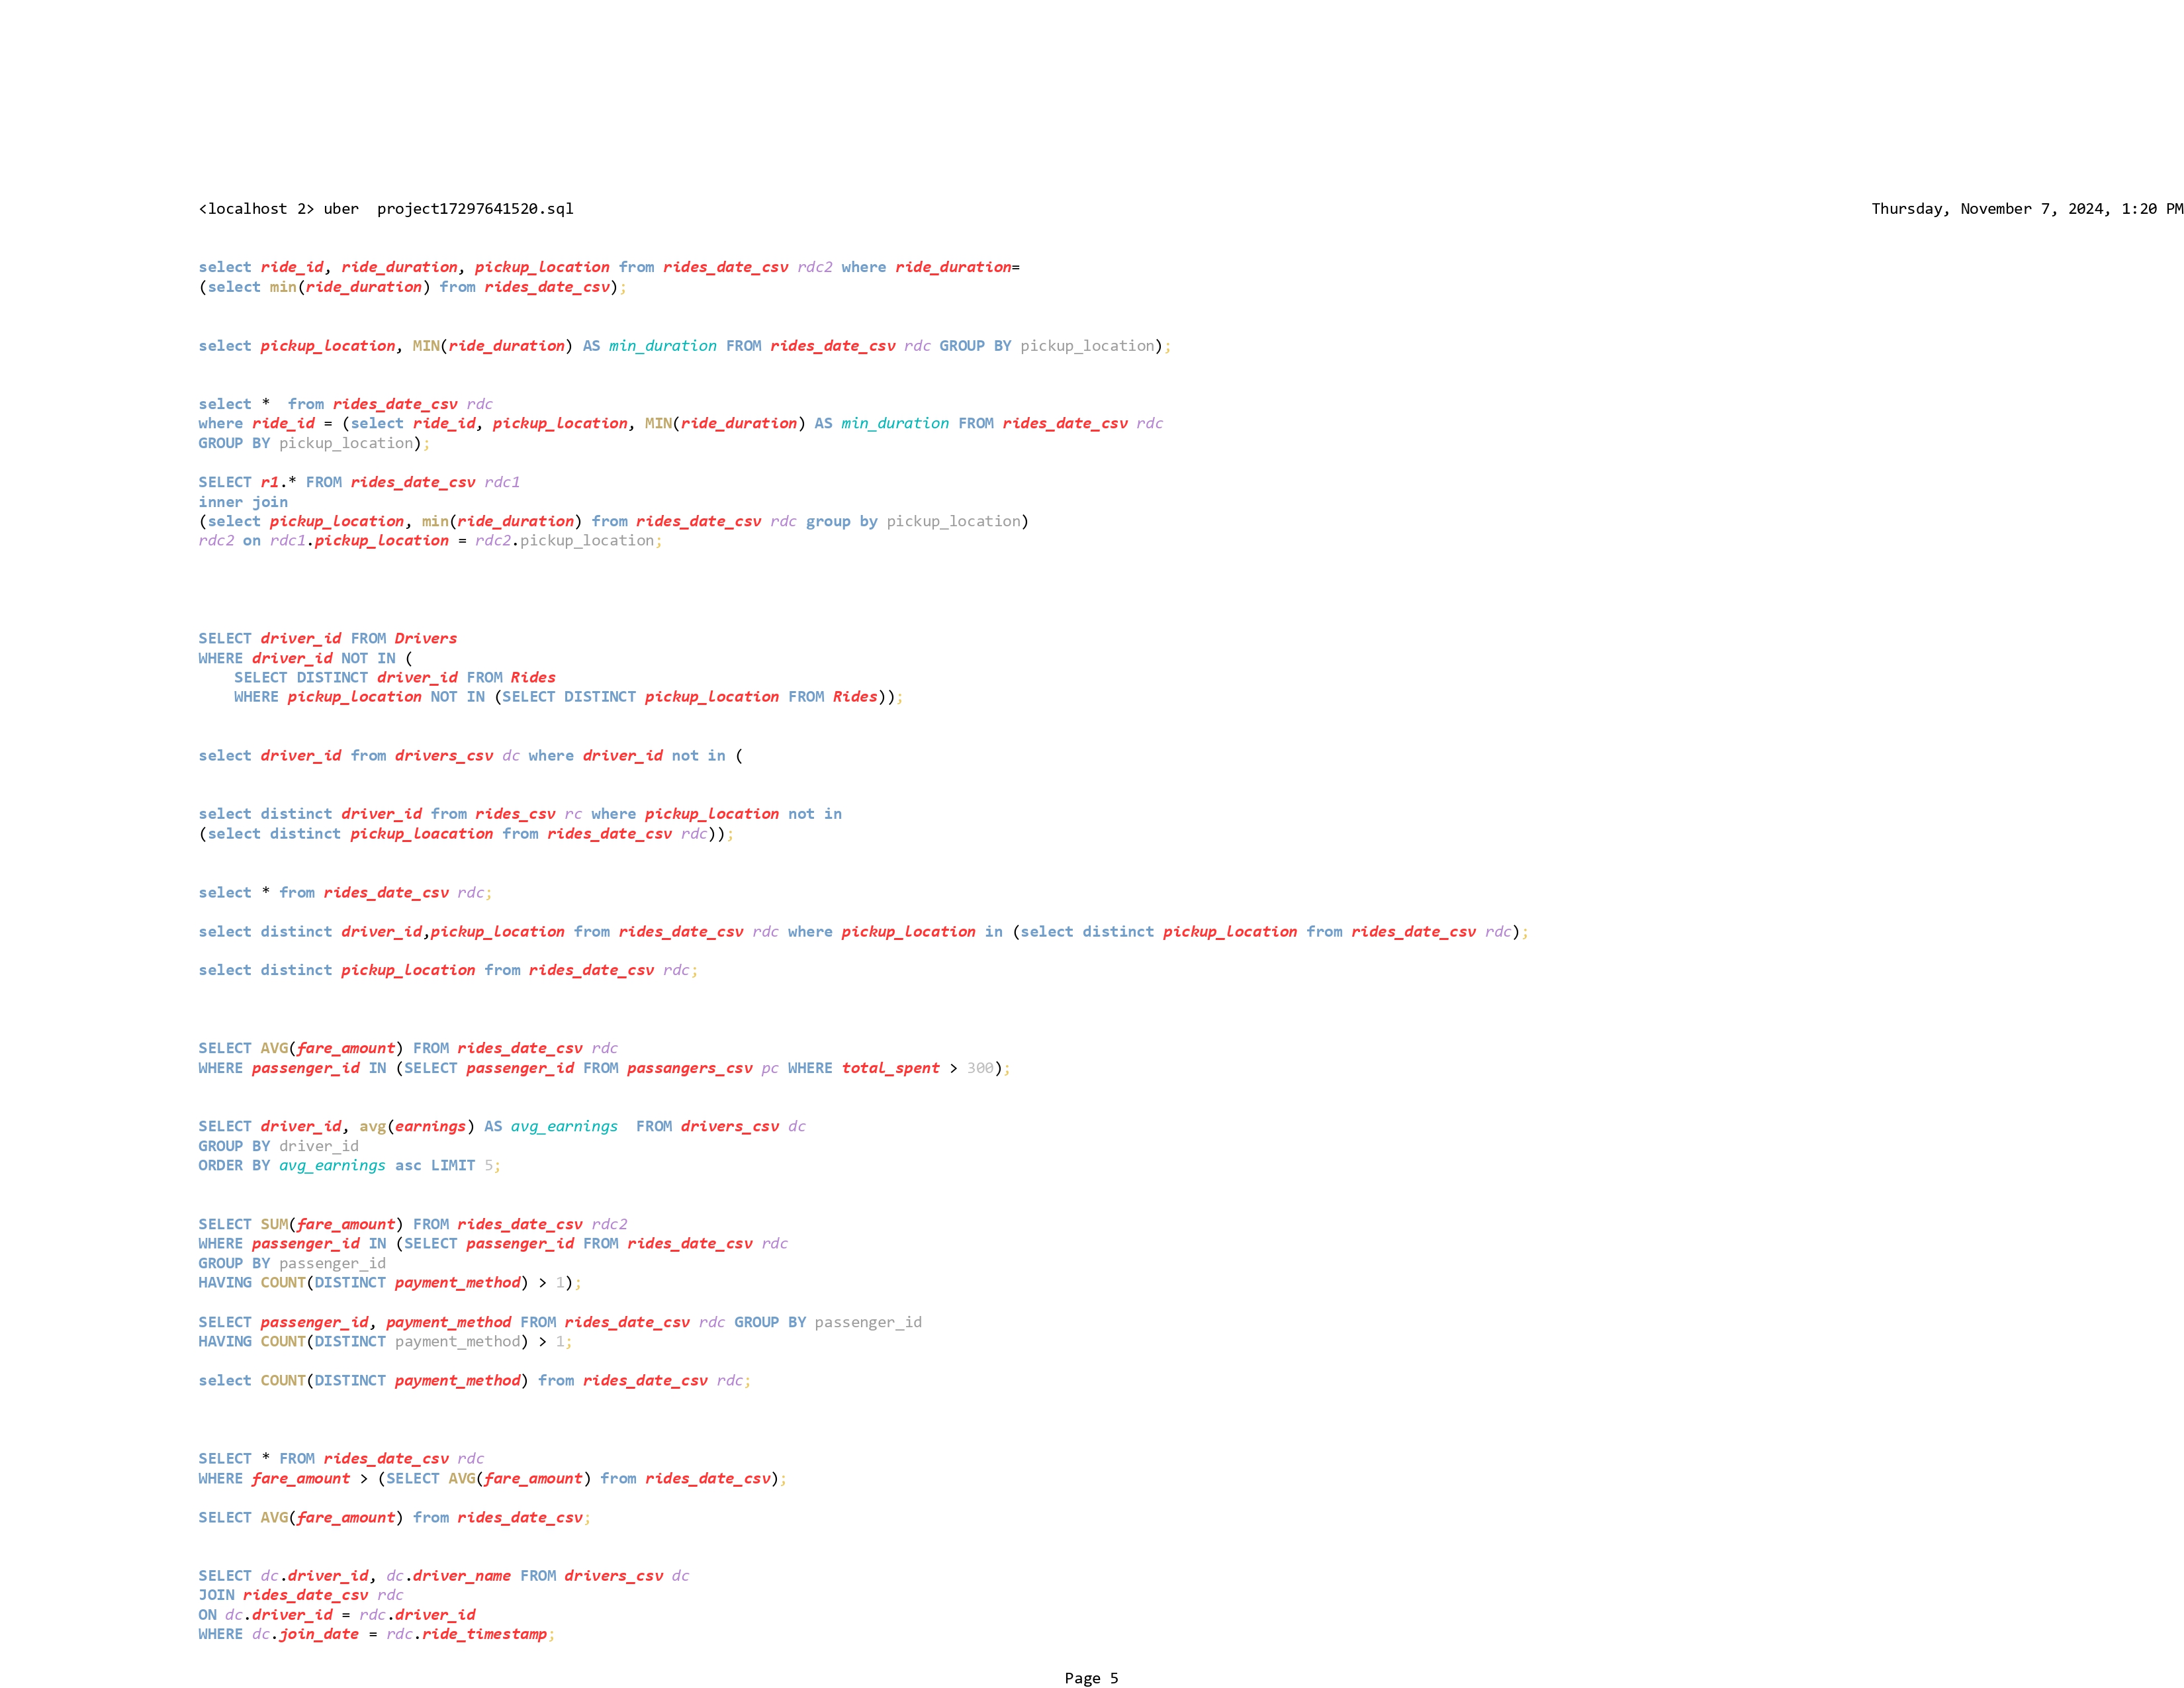 <localhost 2> uber  project17297641520.sql
Thursday, November 7, 2024, 1:20 PM
select ride_id, ride_duration, pickup_location from rides_date_csv rdc2 where ride_duration=
(select min(ride_duration) from rides_date_csv);
select pickup_location, MIN(ride_duration) AS min_duration FROM rides_date_csv rdc GROUP BY pickup_location);
select *  from rides_date_csv rdc
where ride_id = (select ride_id, pickup_location, MIN(ride_duration) AS min_duration FROM rides_date_csv rdc
GROUP BY pickup_location);
SELECT r1.* FROM rides_date_csv rdc1
inner join
(select pickup_location, min(ride_duration) from rides_date_csv rdc group by pickup_location)
rdc2 on rdc1.pickup_location = rdc2.pickup_location;
SELECT driver_id FROM Drivers
WHERE driver_id NOT IN (
    SELECT DISTINCT driver_id FROM Rides
    WHERE pickup_location NOT IN (SELECT DISTINCT pickup_location FROM Rides));
select driver_id from drivers_csv dc where driver_id not in (
select distinct driver_id from rides_csv rc where pickup_location not in
(select distinct pickup_loacation from rides_date_csv rdc));
select * from rides_date_csv rdc;
select distinct driver_id,pickup_location from rides_date_csv rdc where pickup_location in (select distinct pickup_location from rides_date_csv rdc);
select distinct pickup_location from rides_date_csv rdc;
SELECT AVG(fare_amount) FROM rides_date_csv rdc
WHERE passenger_id IN (SELECT passenger_id FROM passangers_csv pc WHERE total_spent > 300);
SELECT driver_id, avg(earnings) AS avg_earnings  FROM drivers_csv dc
GROUP BY driver_id
ORDER BY avg_earnings asc LIMIT 5;
SELECT SUM(fare_amount) FROM rides_date_csv rdc2
WHERE passenger_id IN (SELECT passenger_id FROM rides_date_csv rdc
GROUP BY passenger_id
HAVING COUNT(DISTINCT payment_method) > 1);
SELECT passenger_id, payment_method FROM rides_date_csv rdc GROUP BY passenger_id
HAVING COUNT(DISTINCT payment_method) > 1;
select COUNT(DISTINCT payment_method) from rides_date_csv rdc;
SELECT * FROM rides_date_csv rdc
WHERE fare_amount > (SELECT AVG(fare_amount) from rides_date_csv);
SELECT AVG(fare_amount) from rides_date_csv;
SELECT dc.driver_id, dc.driver_name FROM drivers_csv dc
JOIN rides_date_csv rdc
ON dc.driver_id = rdc.driver_id
WHERE dc.join_date = rdc.ride_timestamp;
Page 5